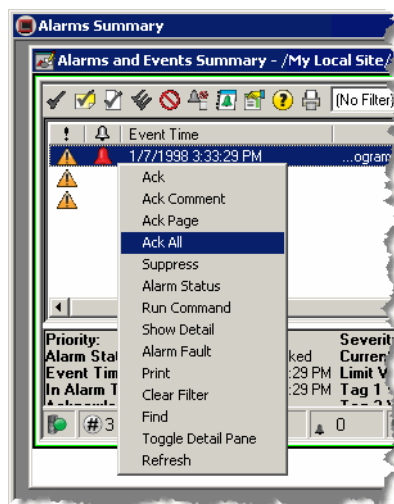 Alarms Summary
Alarms and Events Summary - /My Local Site/
(No Filter)
! Event Time
1/7/1998 3:33:29 PM ...ogram
Ack
Ack Comment
Ack Page
Ack All
Suppress
Alarm Status
Run Command
Show Detail
Alarm Fault
Print
Clear Filter
Find
Toggle Detail Pane
Refresh
Priority: Severit
Alarm Stat ked Curren
Event Tim :29 PM Limit V
In Alarm T :29 PM Tag 1
# 3 0